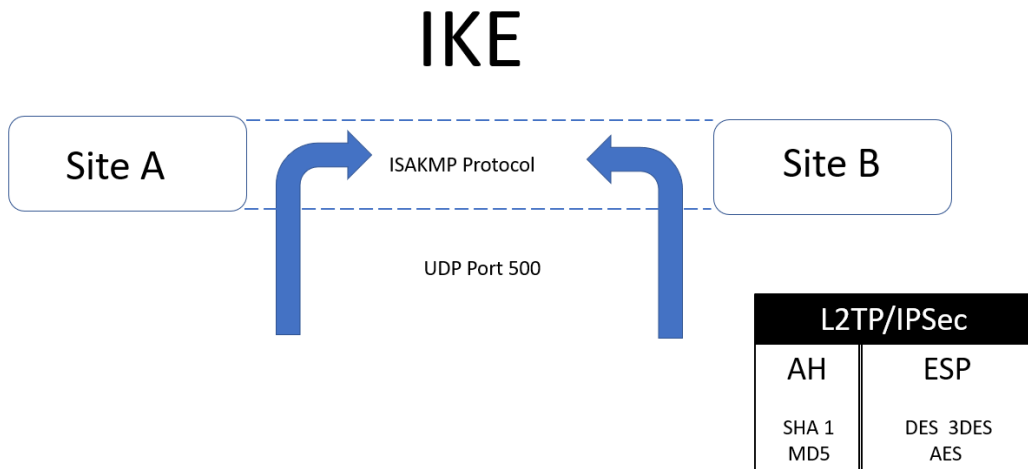 IKE
Site A
ISAKMP Protocol
Site B
UDP Port 500
L2TP/IPSec
AH
ESP
SHA 1
DES 3DES
MD5
AES